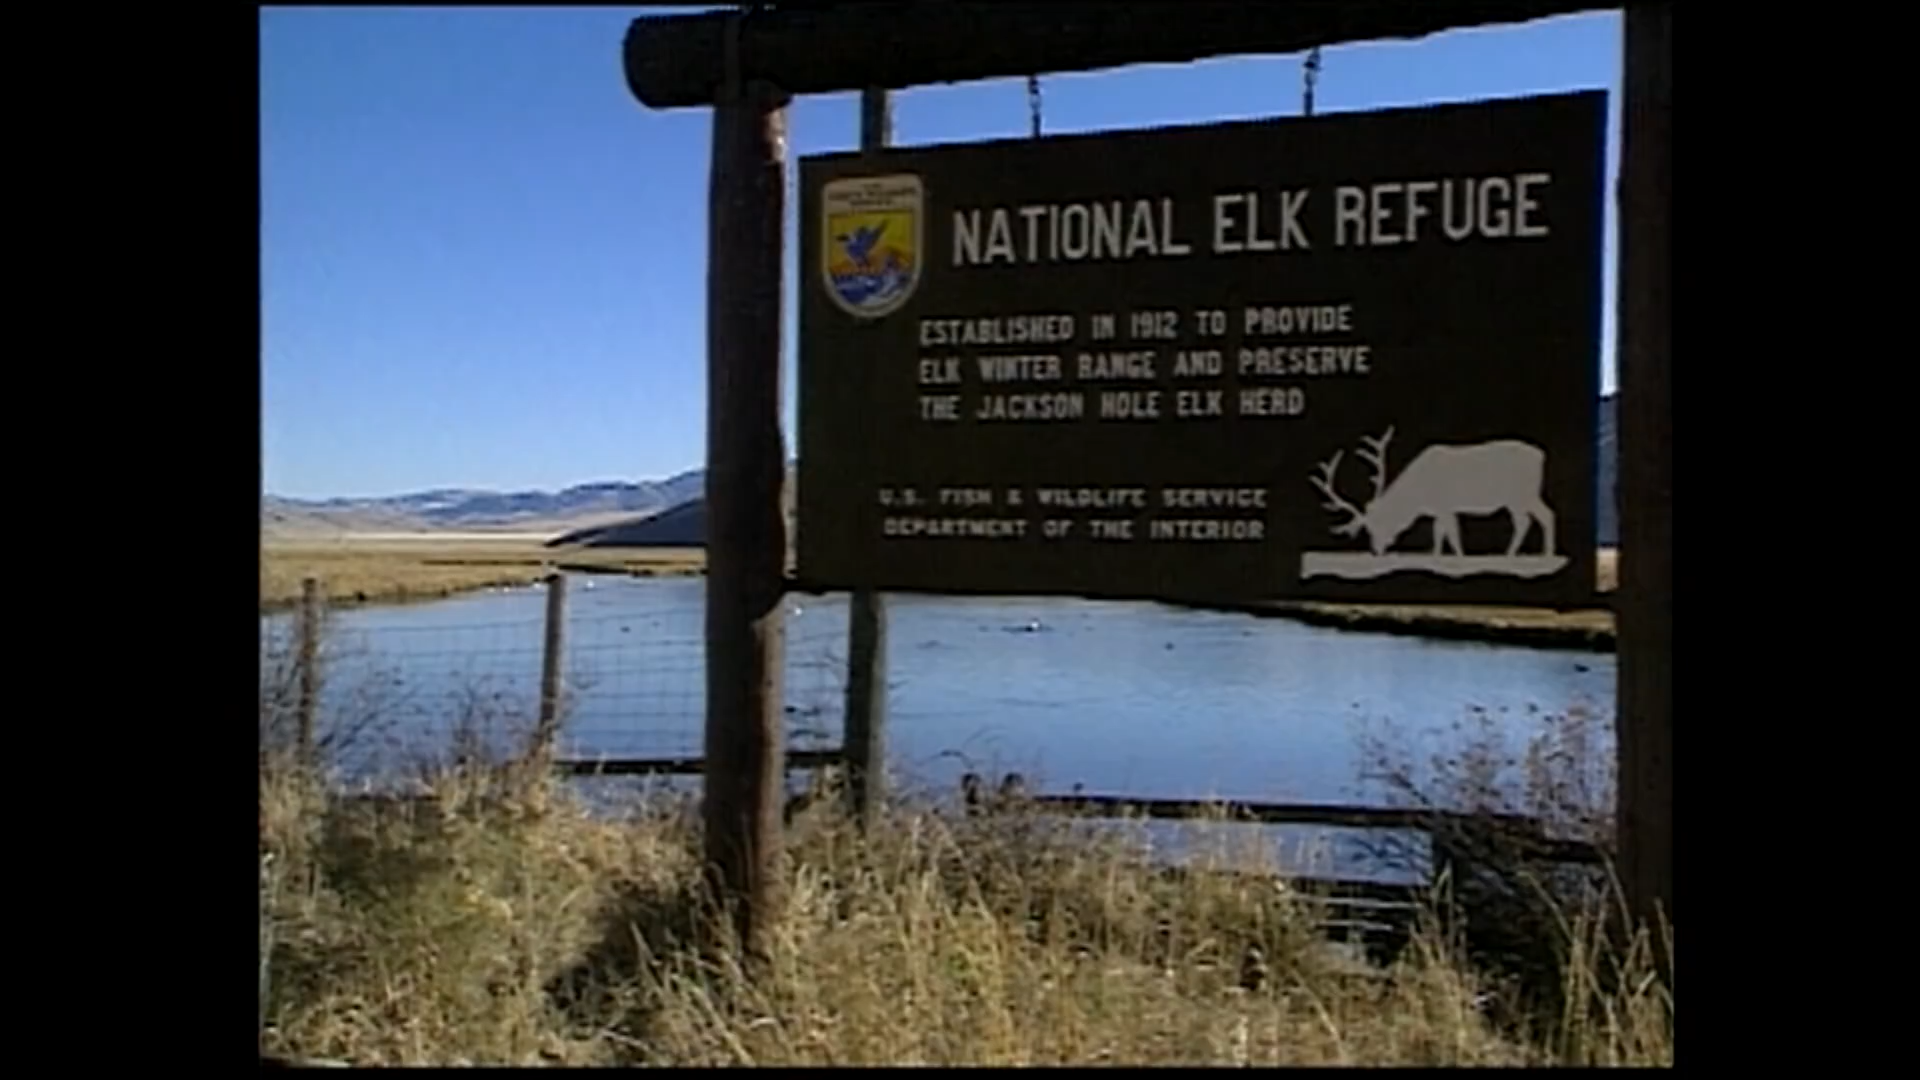 NATIONAL ELK REFUGE
ESTABLISHED IN 1912 TO PROVIDE
ELK WINTER RANGE AND PRESERVE
THE JACKSON HOLE ELK HERD
U.S. FISH & WILDLIFE SERVICE
DEPARTMENT OF THE INTERIOR